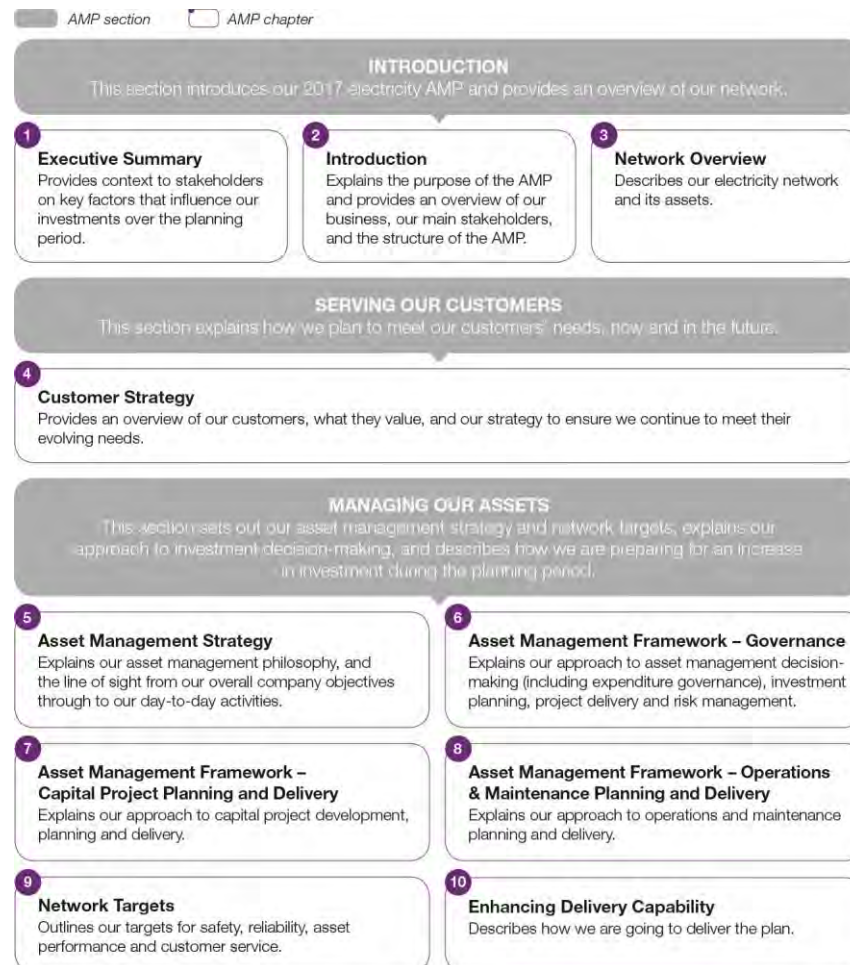 AMP section
AMP chapter
INTRODUCTION
This section introduces our 2017 electricity AMP and provides an overview of our network.
1
Executive Summary
Provides context to stakeholders
on key factors that influence our
investments over the planning
period.
2
Introduction
Explains the purpose of the AMP
and provides an overview of our
business, our main stakeholders,
and the structure of the AMP.
3
Network Overview
Describes our electricity network
and its assets.
SERVING OUR CUSTOMERS
This section explains how we plan to meet our customers' needs, now and in the future.
4
Customer Strategy
Provides an overview of our customers, what they value, and our strategy to ensure we continue to meet their
evolving needs.
MANAGING OUR ASSETS
This section sets out our asset management strategy and network targets, explains our
approach to investment decision-making, and describes how we are preparing for an increase
in investment during the planning period.
5
Asset Management Strategy
Explains our asset management philosophy, and
the line of sight from our overall company objectives
through to our day-to-day activities.
6
Asset Management Framework – Governance
Explains our approach to asset management decision-
making (including expenditure governance), investment
planning, project delivery and risk management.
7
Asset Management Framework –
Capital Project Planning and Delivery
Explains our approach to capital project development,
planning and delivery.
8
Asset Management Framework – Operations
& Maintenance Planning and Delivery
Explains our approach to operations and maintenance
planning and delivery.
9
Network Targets
Outlines our targets for safety, reliability, asset
performance and customer service.
10
Enhancing Delivery Capability
Describes how we are going to deliver the plan.